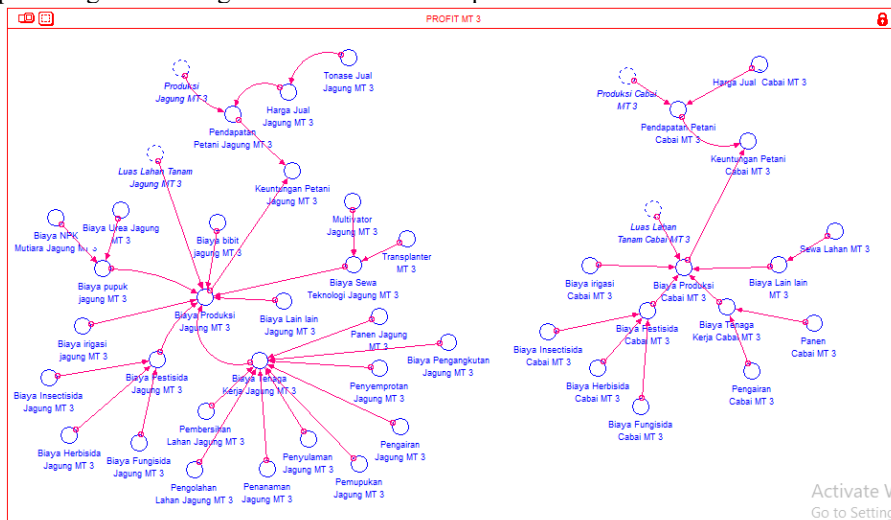 PROFIT MT 3
Tonase Jual
Jagung MT 3
Produksi
Jagung MT 3
Harga Jual
Jagung MT 3
Pendapatan
Petani Jagung MT 3
Luas Lahan Tanam
Jagung MT 3
Keuntungan Petani
Jagung MT 3
Biaya NPK
Mutiara Jagung MT 3
Biaya Urea Jagung
MT 3
Biaya bibit
jagung MT 3
Multivator
Jagung MT 3
Transplanter
MT 3
Biaya pupuk
jagung MT 3
Biaya Sewa
Teknologi Jagung MT 3
Biaya Produksi
Jagung MT 3
Biaya Lain lain
Jagung MT 3
Biaya irigasi
jagung MT 3
Panen Jagung
MT 3
Biaya Pengangkutan
Jagung MT 3
Biaya Pestisida
Jagung MT 3
Biaya Tenaga
Kerja Jagung MT 3
Biaya Insectisida
Jagung MT 3
Penyemprotan
Jagung MT 3
Biaya Herbisida
Jagung MT 3
Biaya Fungisida
Jagung MT 3
Pembersihan
Lahan Jagung MT 3
Pengolahan
Lahan Jagung MT 3
Penanaman
Jagung MT 3
Penyulaman
Jagung MT 3
Pemupukan
Jagung MT 3
Pengairan
Jagung MT 3
Produksi Cabai
MT 3
Harga Jual Cabai MT 3
Pendapatan Petani
Cabai MT 3
Keuntungan Petani
Cabai MT 3
Luas Lahan
Tanam Cabai MT 3
Sewa Lahan MT 3
Biaya irigasi
Cabai MT 3
Biaya Produksi
Cabai MT 3
Biaya Lain lain
MT 3
Biaya Insectisida
Cabai MT 3
Biaya Pestisida
Cabai MT 3
Biaya Tenaga
Kerja Cabai MT 3
Panen
Cabai MT 3
Biaya Herbisida
Cabai MT 3
Pengairan
Cabai MT 3
Biaya Fungisida
Cabai MT 3
Activate
Go to Setting